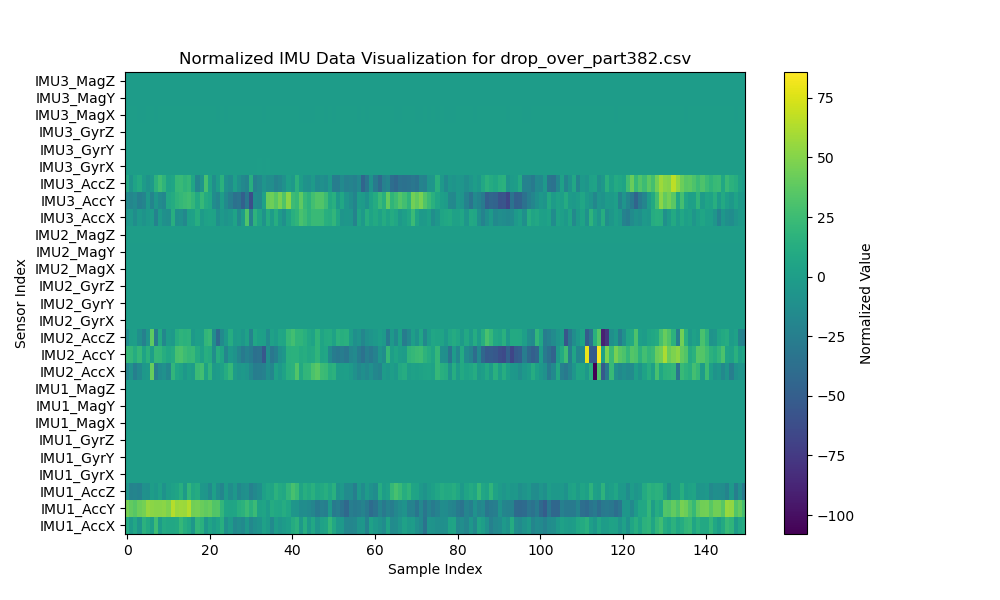 Normalized IMU Data Visualization for drop_over_part382.csv
IMU3_MagZ
IMU3_MagY
IMU3_MagX
IMU3_GyrZ
IMU3_GyrY
IMU3_GyrX
IMU3_AccZ
IMU3_AccY
IMU3_AccX
IMU2_MagZ
IMU2_MagY
IMU2_MagX
IMU2_GyrZ
IMU2_GyrY
IMU2_GyrX
IMU2_AccZ
IMU2_AccY
IMU2_AccX
IMU1_MagZ
IMU1_MagY
IMU1_MagX
IMU1_GyrZ
IMU1_GyrY
IMU1_GyrX
IMU1_AccZ
IMU1_AccY
IMU1_AccX
Sensor Index
0 20 40 60 80 100 120 140
Sample Index
75
50
25
0
−25
−50
−75
−100
Normalized Value